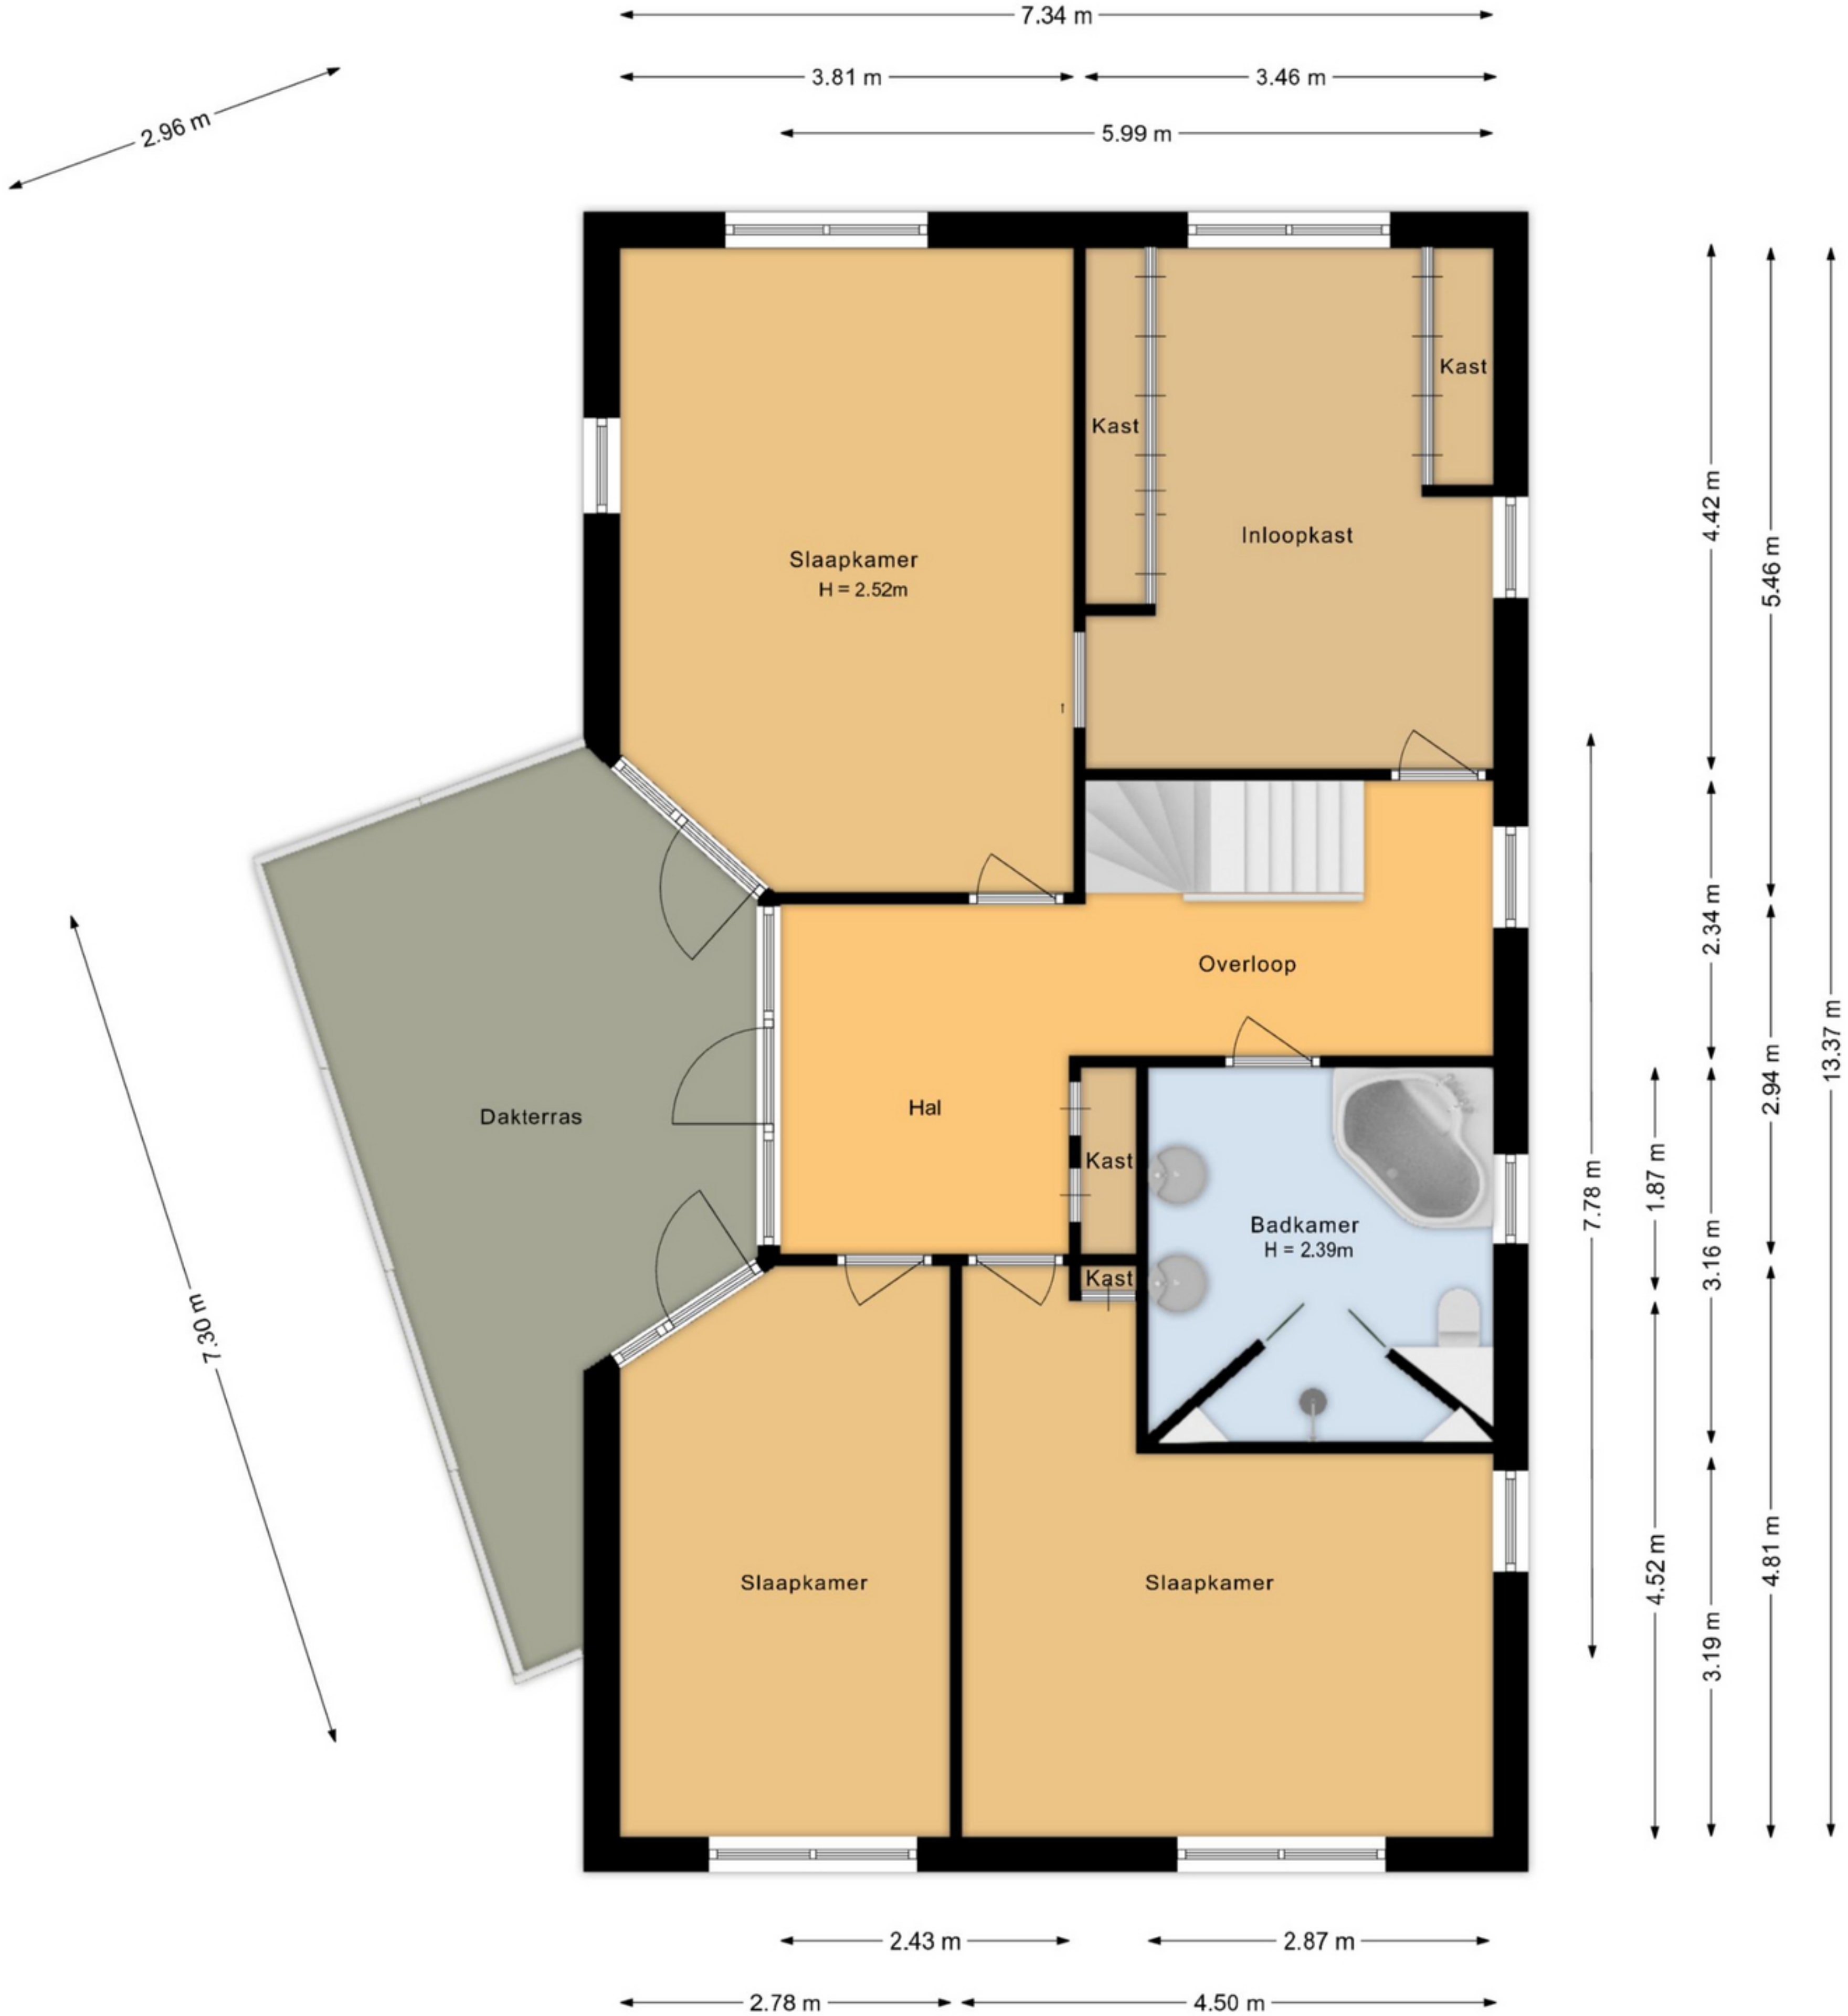 7.34 m
3.81 m
3.46 m
2.96 m
5.99 m
Kast
Kast
4.42 m
Inloopkast
5.46 m
Slaapkamer
H = 2.52m
2.34 m
Overloop
13.37 m
2.94 m
Hal
Dakterras
Kast
1.87 m
7.78 m
Badkamer
H = 2.39m
3.16 m
Kast
7.30 m
4.81 m
4.52 m
Slaapkamer
Slaapkamer
3.19 m
2.43 m
2.87 m
2.78 m
4.50 m